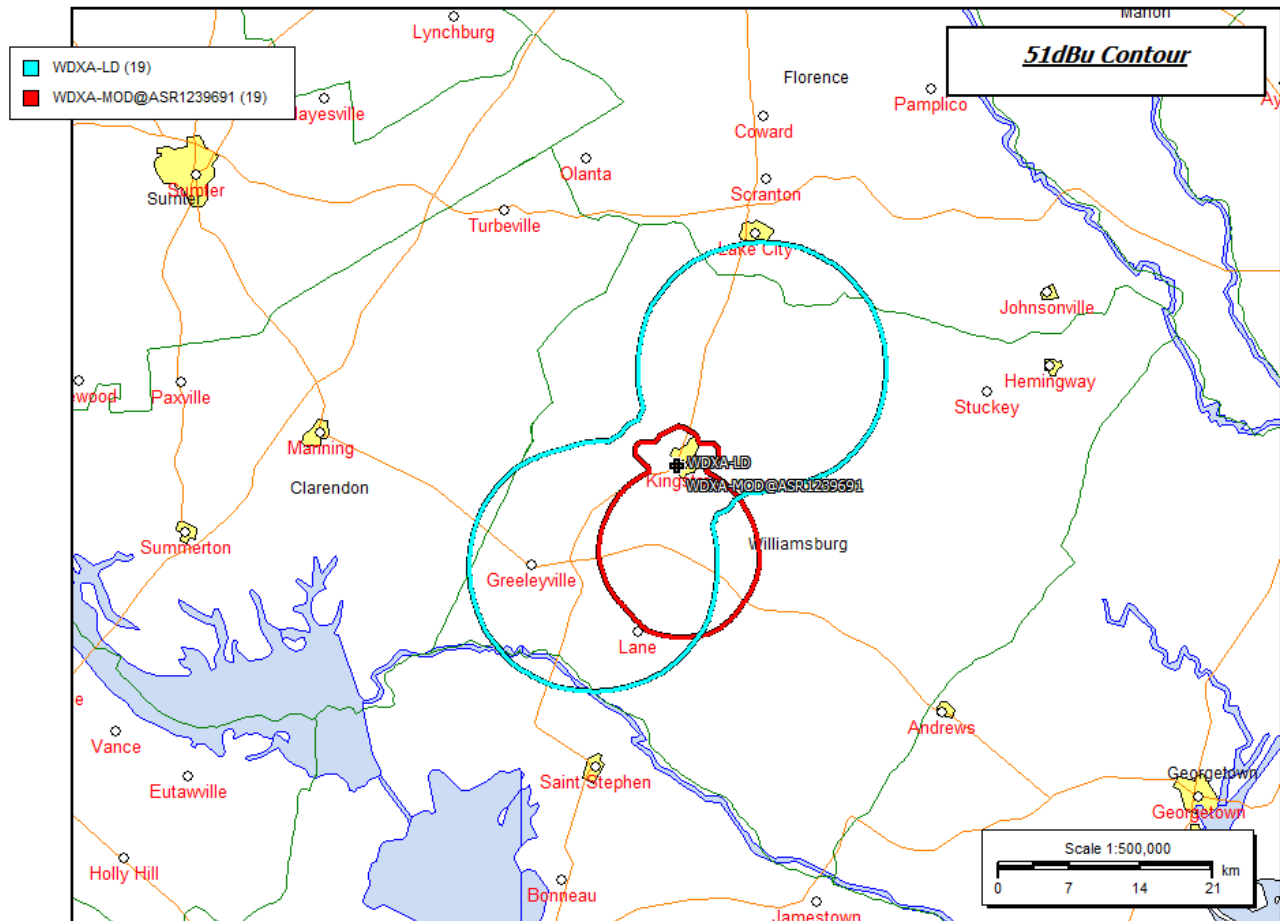 Marion
Lynchburg
51dBu Contour
WDXA-LD (19)
Florence
WDXA-MOD@ASR1239691 (19)
Pamplico
Coward
Olanta
Scranton
Sumter
Sumter
Turbeville
Lake City
Johnsonville
Hemingway
Paxville
Stuckey
Manning
WDXA-LD
WDXA-MOD@ASR1239691
Clarendon
Summerton
Williamsburg
Greeleyville
Lane
e
Andrews
Vance
Georgetown
Saint Stephen
Eutawville
Georgetown
Scale 1:500,000
km
0 7 14 21
Holly Hill
Bonneau
Jamestown